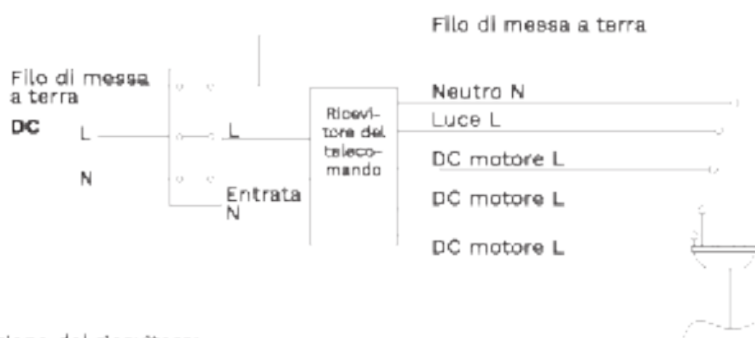 Filo di messa a terra
Filo di messa
a terra
DC
L
N
L
Entrata
N
Ricevi-
tore del
teleco-
mando
Neutro N
Luce L
DC motore L
DC motore L
DC motore L